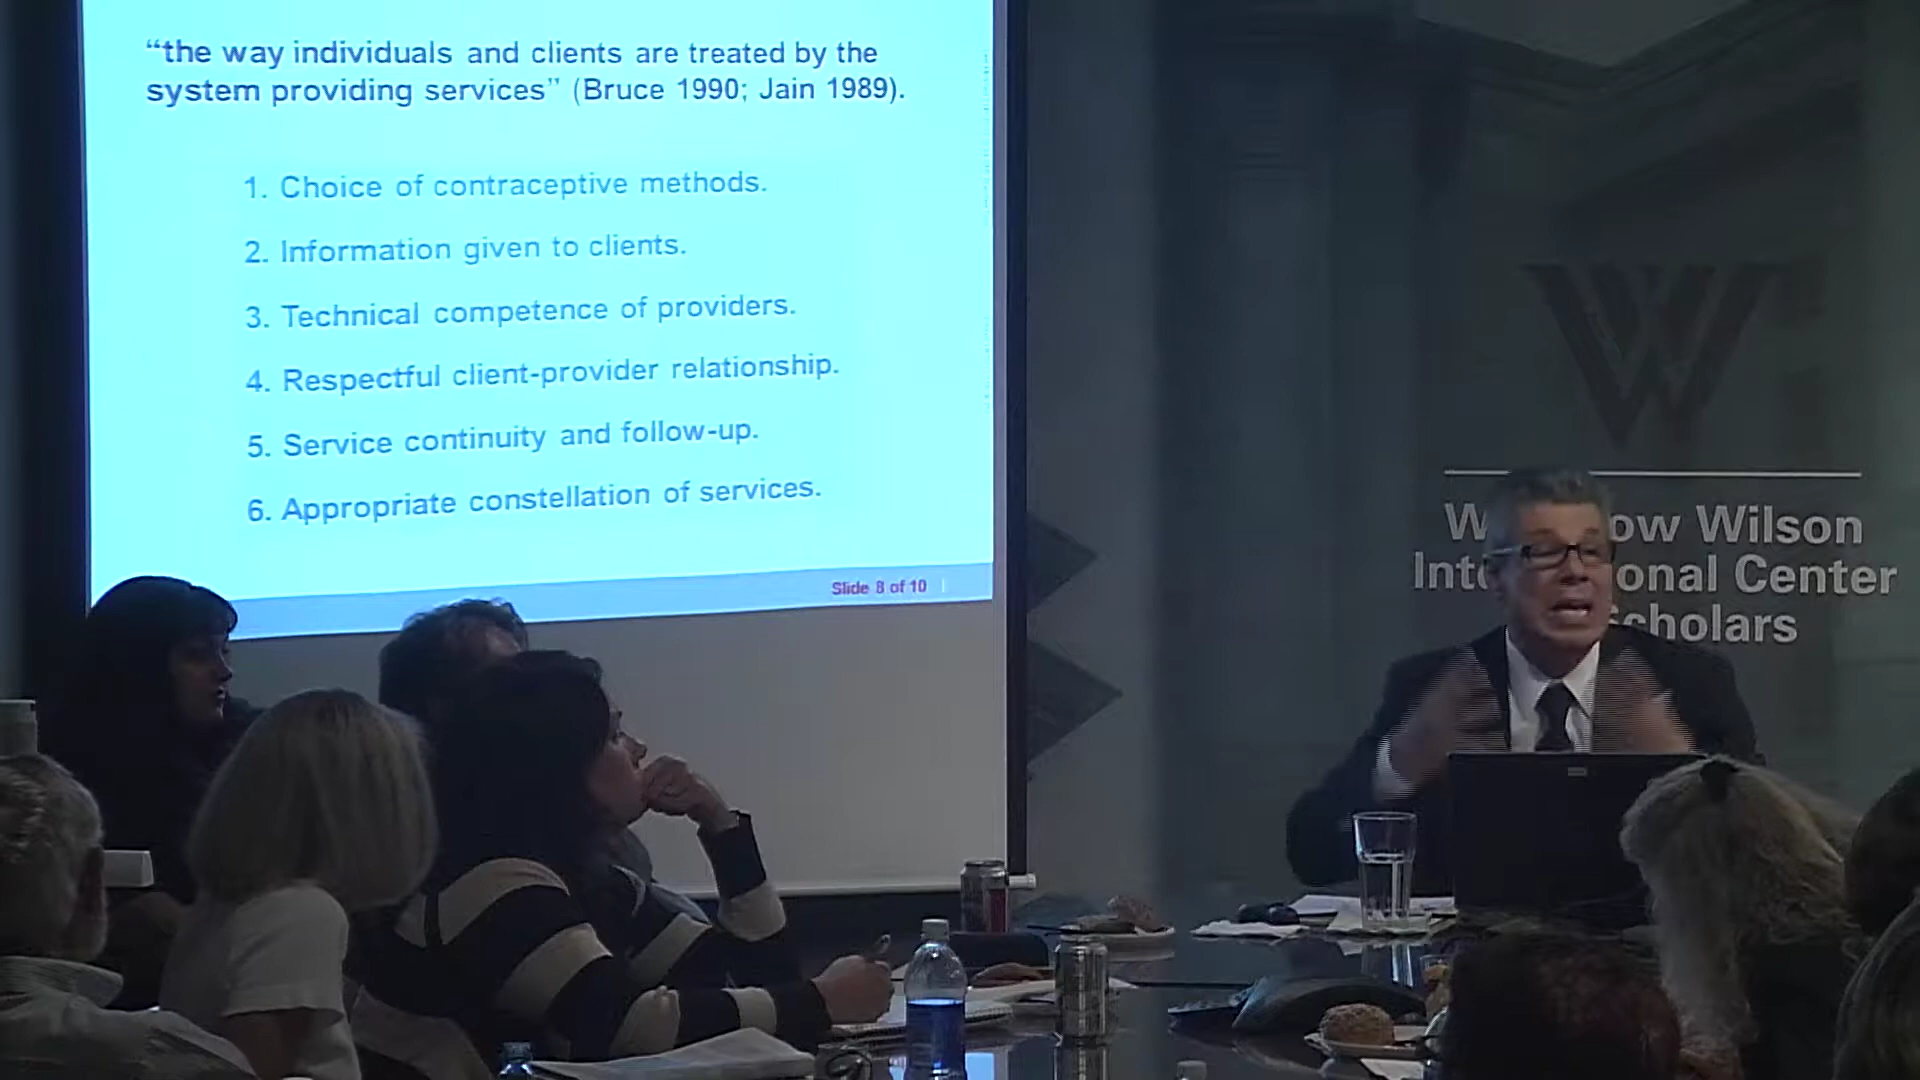 “the way individuals and clients are treated by the
system providing services” (Bruce 1990; Jain 1989).
1. Choice of contraceptive methods.
2. Information given to clients.
3. Technical competence of providers.
4. Respectful client-provider relationship.
5. Service continuity and follow-up.
6. Appropriate constellation of services.
Slide 8 of 10
W
W ow Wilson
Int onal Center
Scholars